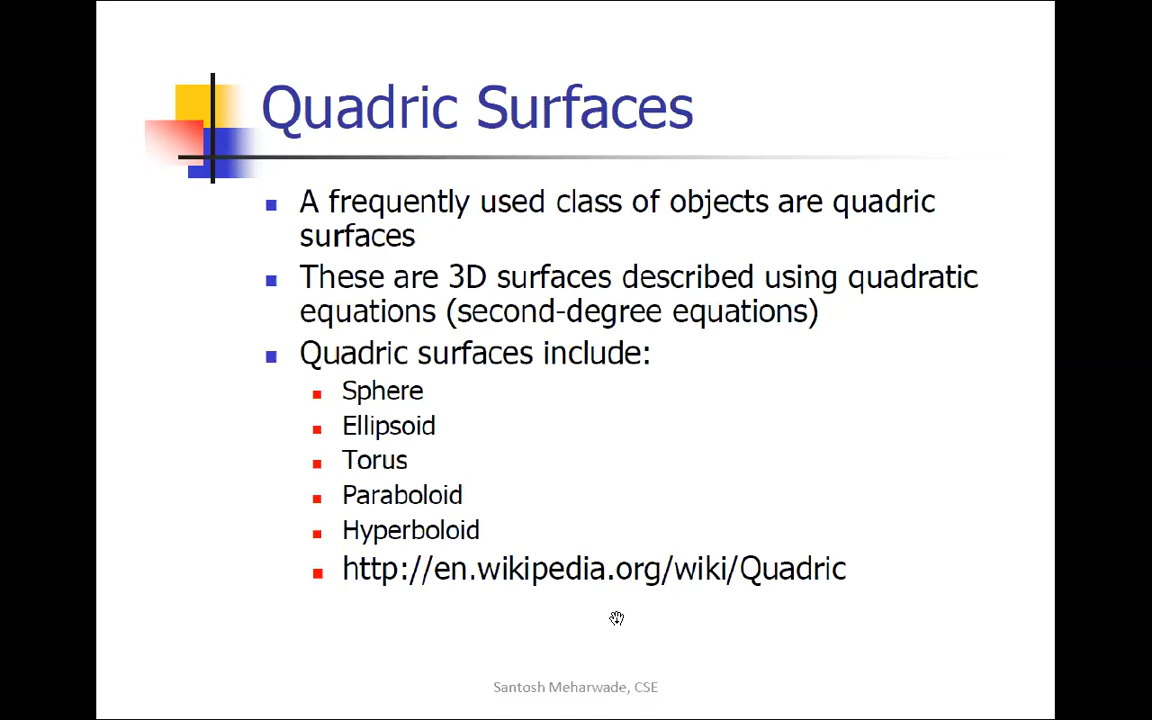 Quadric Surfaces
A frequently used class of objects are quadric
surfaces
These are 3D surfaces described using quadratic
equations (second-degree equations)
Quadric surfaces include:
Sphere
Ellipsoid
Torus
Paraboloid
Hyperboloid
http://en.wikipedia.org/wiki/Quadric
Santosh Meharwade, CSE